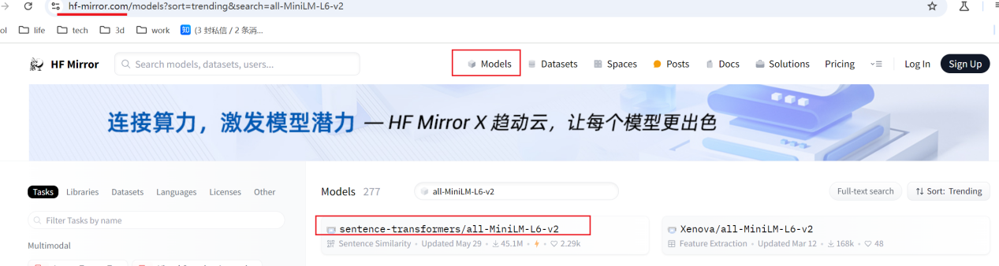 hf-mirror.com/models?sort=trending&search=all-MiniLM-L6-v2
ol life tech 3d work 知 (3 封私信 / 2 条消...
HF Mirror Search models, datasets, users... Models Datasets Spaces Posts Docs Solutions Pricing Log In Sign Up
连接算力，激发模型潜力 — HF Mirror X 趋动云，让每个模型更出色
Tasks Libraries Datasets Languages Licenses Other
Models 277 all-MiniLM-L6-v2 Full-text search Sort: Trending
Filter Tasks by name
sentence-transformers/all-MiniLM-L6-v2 Xenova/all-MiniLM-L6-v2
Sentence Similarity • Updated May 29 • 45.1M • • 2.29k Feature Extraction • Updated Mar 12 • 168k • 48
Multimodal